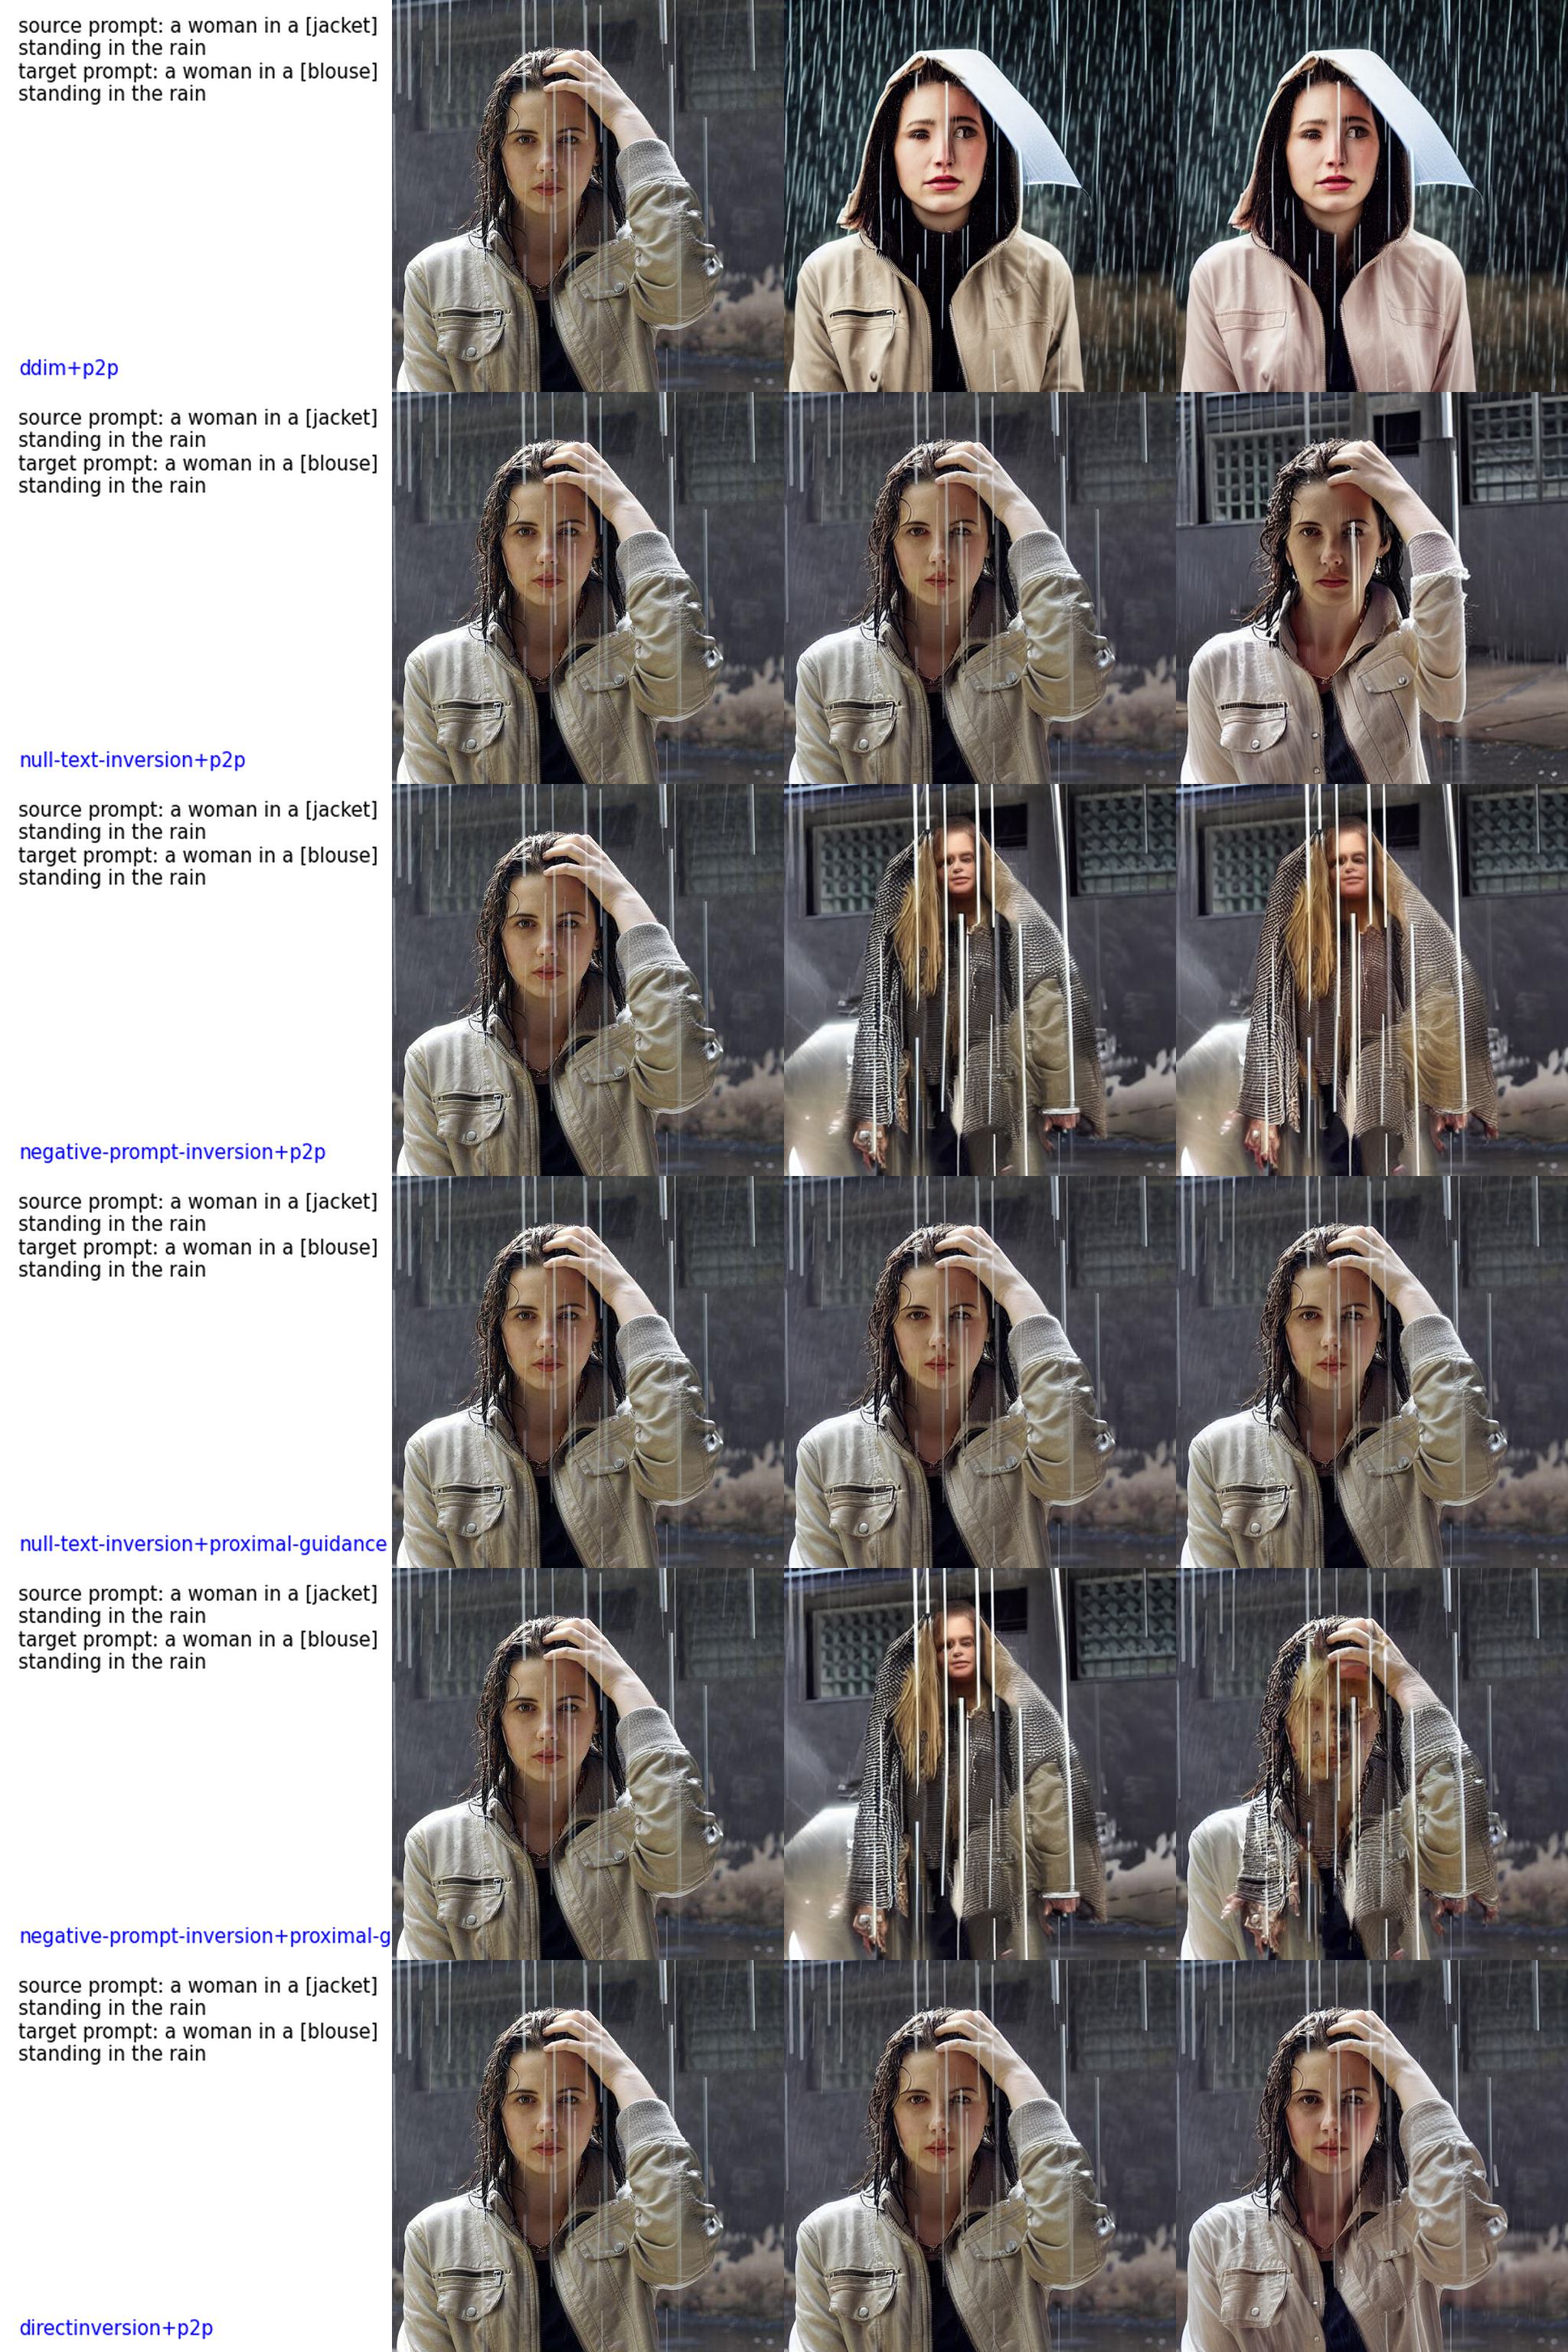 source prompt: a woman in a [jacket]
standing in the rain
target prompt: a woman in a [blouse]
standing in the rain
ddim+p2p
source prompt: a woman in a [jacket]
standing in the rain
target prompt: a woman in a [blouse]
standing in the rain
null-text-inversion+p2p
source prompt: a woman in a [jacket]
standing in the rain
target prompt: a woman in a [blouse]
standing in the rain
negative-prompt-inversion+p2p
source prompt: a woman in a [jacket]
standing in the rain
target prompt: a woman in a [blouse]
standing in the rain
null-text-inversion+proximal-guidance
source prompt: a woman in a [jacket]
standing in the rain
target prompt: a woman in a [blouse]
standing in the rain
negative-prompt-inversion+proximal-g
source prompt: a woman in a [jacket]
standing in the rain
target prompt: a woman in a [blouse]
standing in the rain
directinversion+p2p